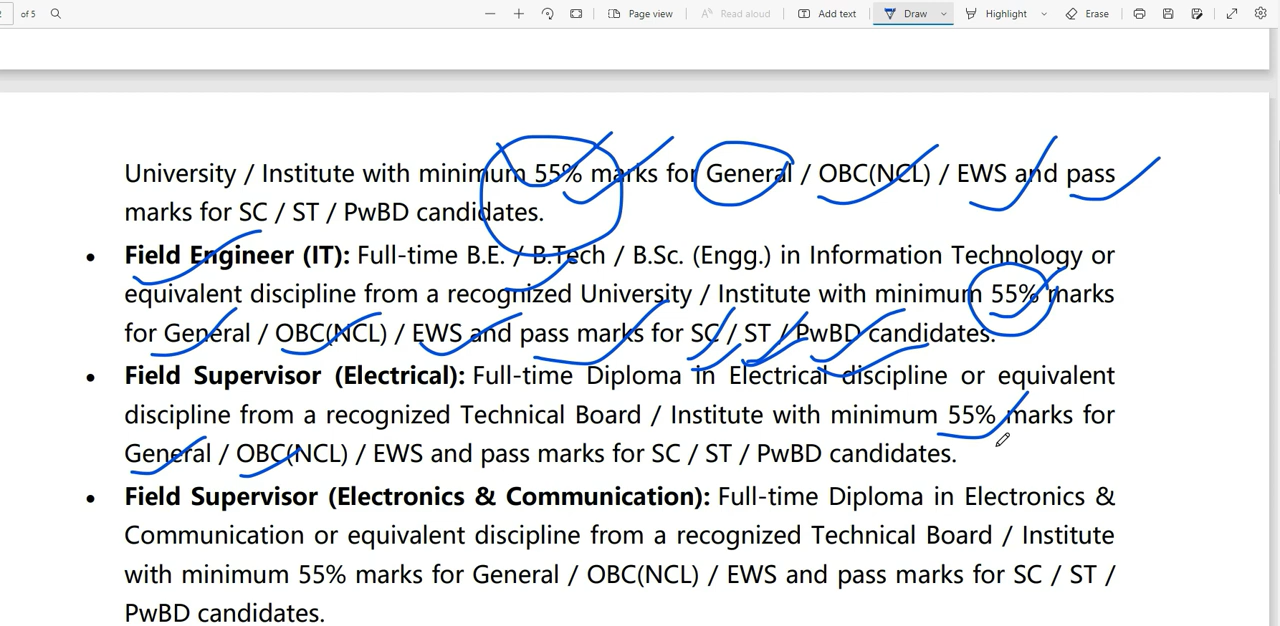 of 5 Page view Read aloud Add text Draw Highlight Erase
University / Institute with minimum 55% marks for General / OBC(NCL) / EWS and pass
marks for SC / ST / PwBD candidates.
• Field Engineer (IT): Full-time B.E. / B.Tech / B.Sc. (Engg.) in Information Technology or
equivalent discipline from a recognized University / Institute with minimum 55% marks
for General / OBC(NCL) / EWS and pass marks for SC / ST / PwBD candidates.
• Field Supervisor (Electrical): Full-time Diploma in Electrical discipline or equivalent
discipline from a recognized Technical Board / Institute with minimum 55% marks for
General / OBC(NCL) / EWS and pass marks for SC / ST / PwBD candidates.
• Field Supervisor (Electronics & Communication): Full-time Diploma in Electronics &
Communication or equivalent discipline from a recognized Technical Board / Institute
with minimum 55% marks for General / OBC(NCL) / EWS and pass marks for SC / ST /
PwBD candidates.